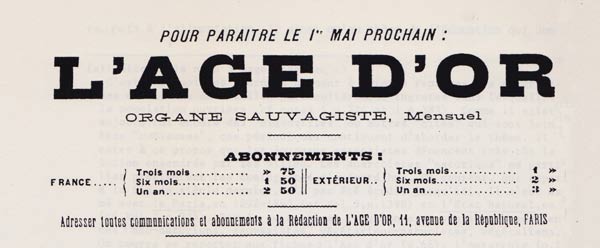 POUR PARAITRE LE 1er MAI PROCHAIN :
L'AGE D'OR
ORGANE SAUVAGISTE, Mensuel
ABONNEMENTS :
FRANCE..... { Trois mois............ » 75 EXTÉRIEUR.. { Trois mois............ 1 »
Six mois............ 1 50 Six mois............ 2 »
Un an............ 2 50 Un an............ 3 »
Adresser toutes communications et abonnements à la Rédaction de L'AGE D'OR, 11, avenue de la République, PARIS